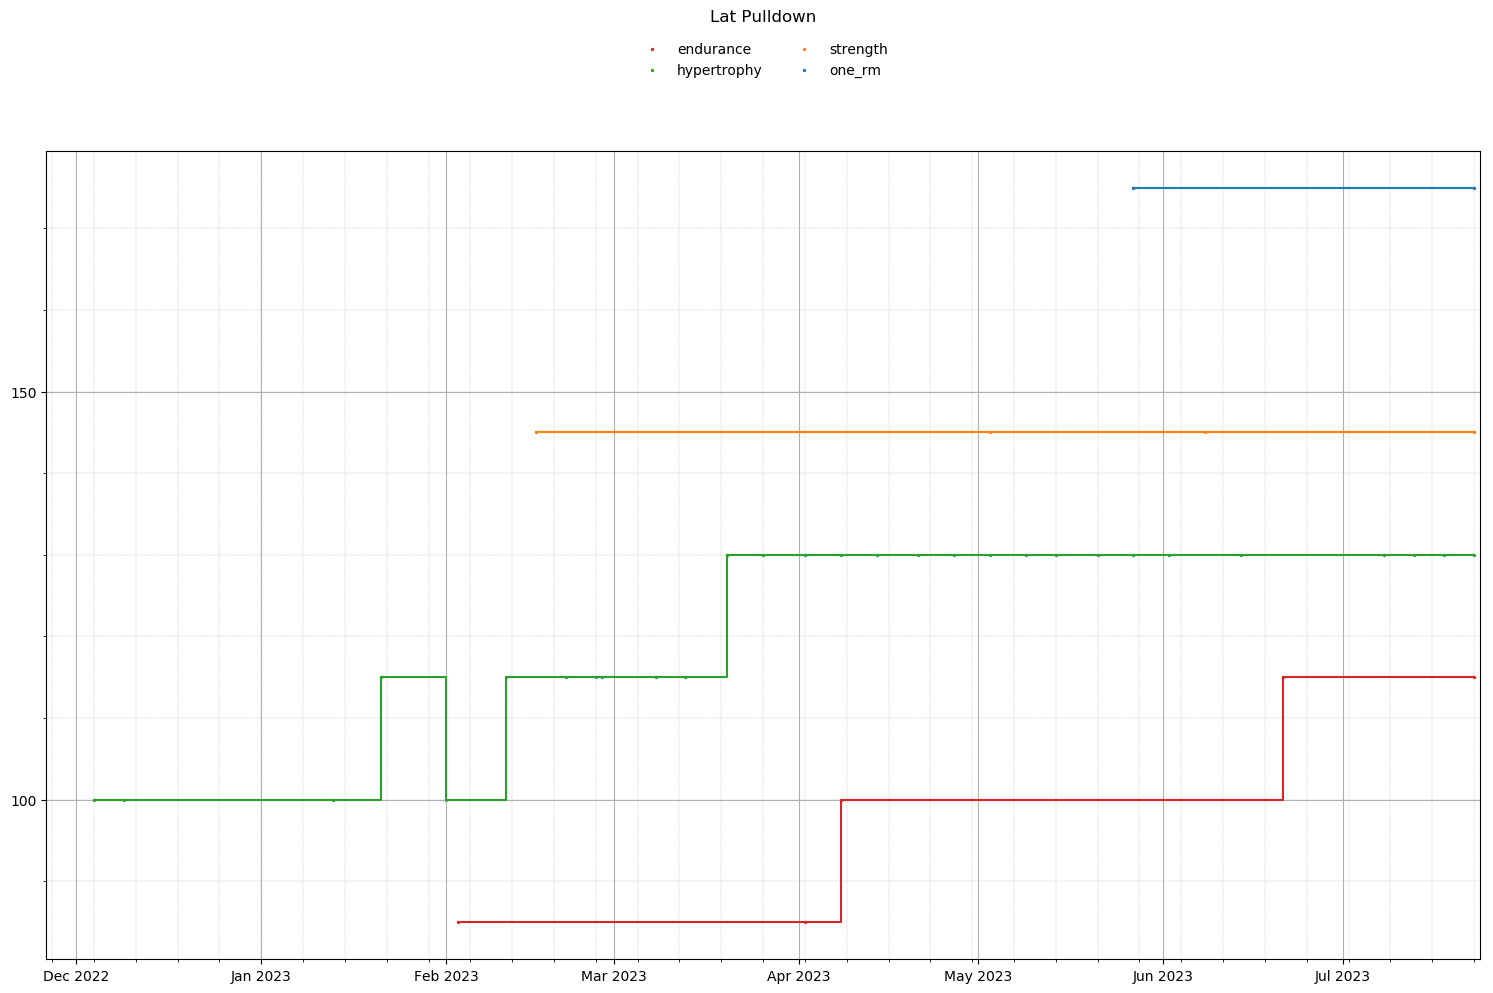 Lat Pulldown
endurance strength
hypertrophy one_rm
150
100
Dec 2022 Jan 2023 Feb 2023 Mar 2023 Apr 2023 May 2023 Jun 2023 Jul 2023